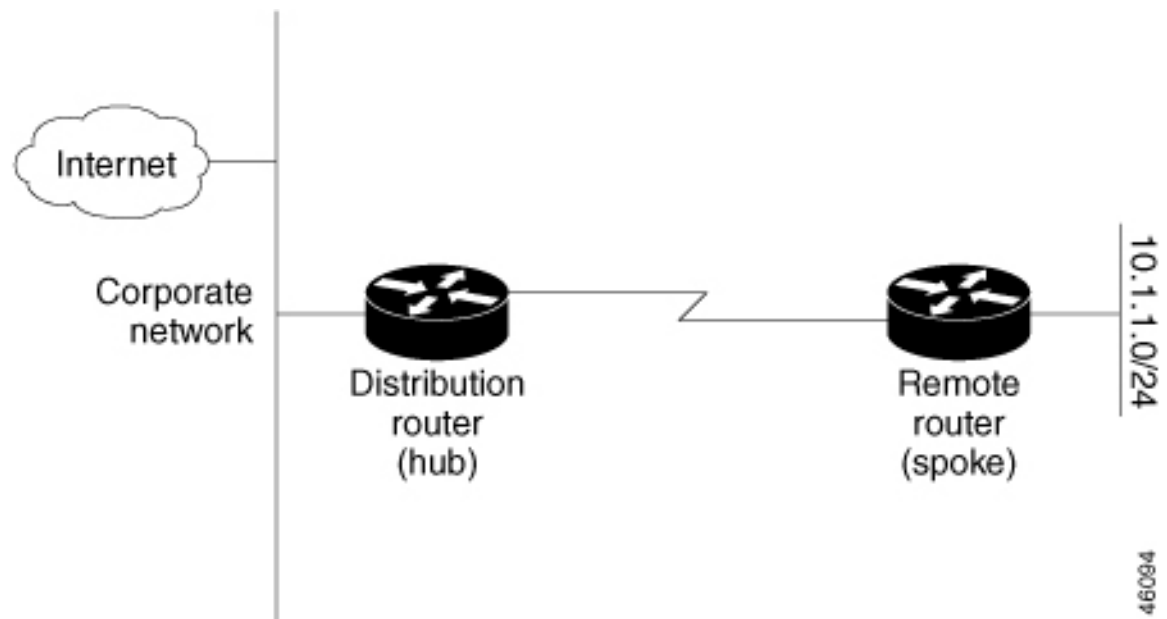 Internet
Corporate
network
Distribution
router
(hub)
Remote
router
(spoke)
10.1.1.0/24
46094